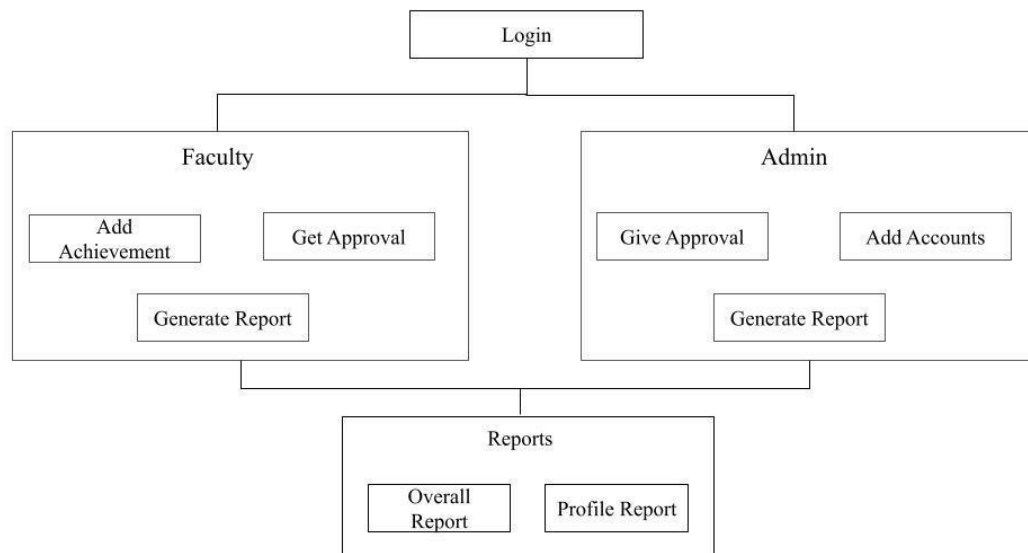 Login
Faculty
Add
Achievement
Get Approval
Generate Report
Admin
Give Approval
Add Accounts
Generate Report
Reports
Overall
Report
Profile Report